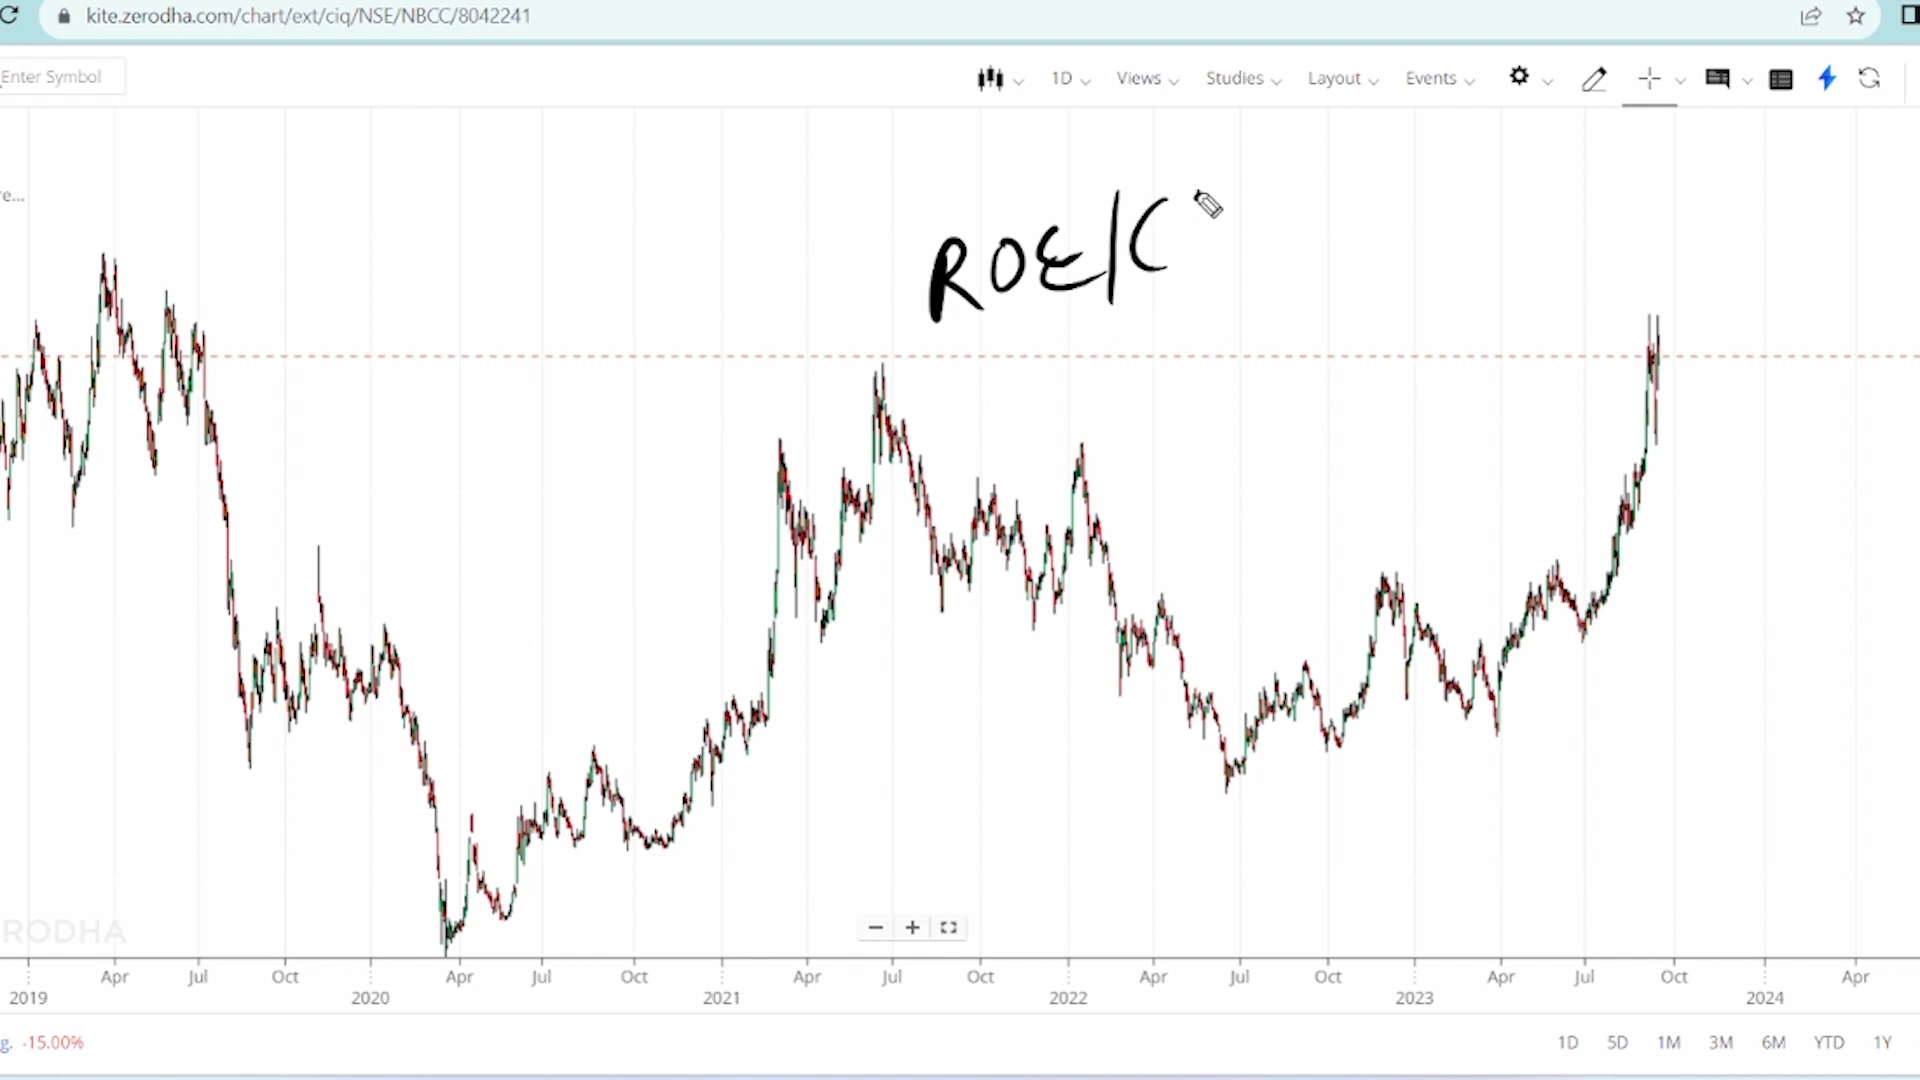 kite.zerodha.com/chart/ext/ciq/NSE/NBCC/8042241
Enter Symbol
1D
Views
Studies
Layout
Events
re...
ROE/C
RODHA
Apr
Jul
Oct
Apr
Jul
Oct
Apr
Jul
Oct
Apr
Jul
Oct
Apr
Jul
Oct
Apr
2019
2020
2021
2022
2023
2024
g. -15.00%
1D
5D
1M
3M
6M
YTD
1Y